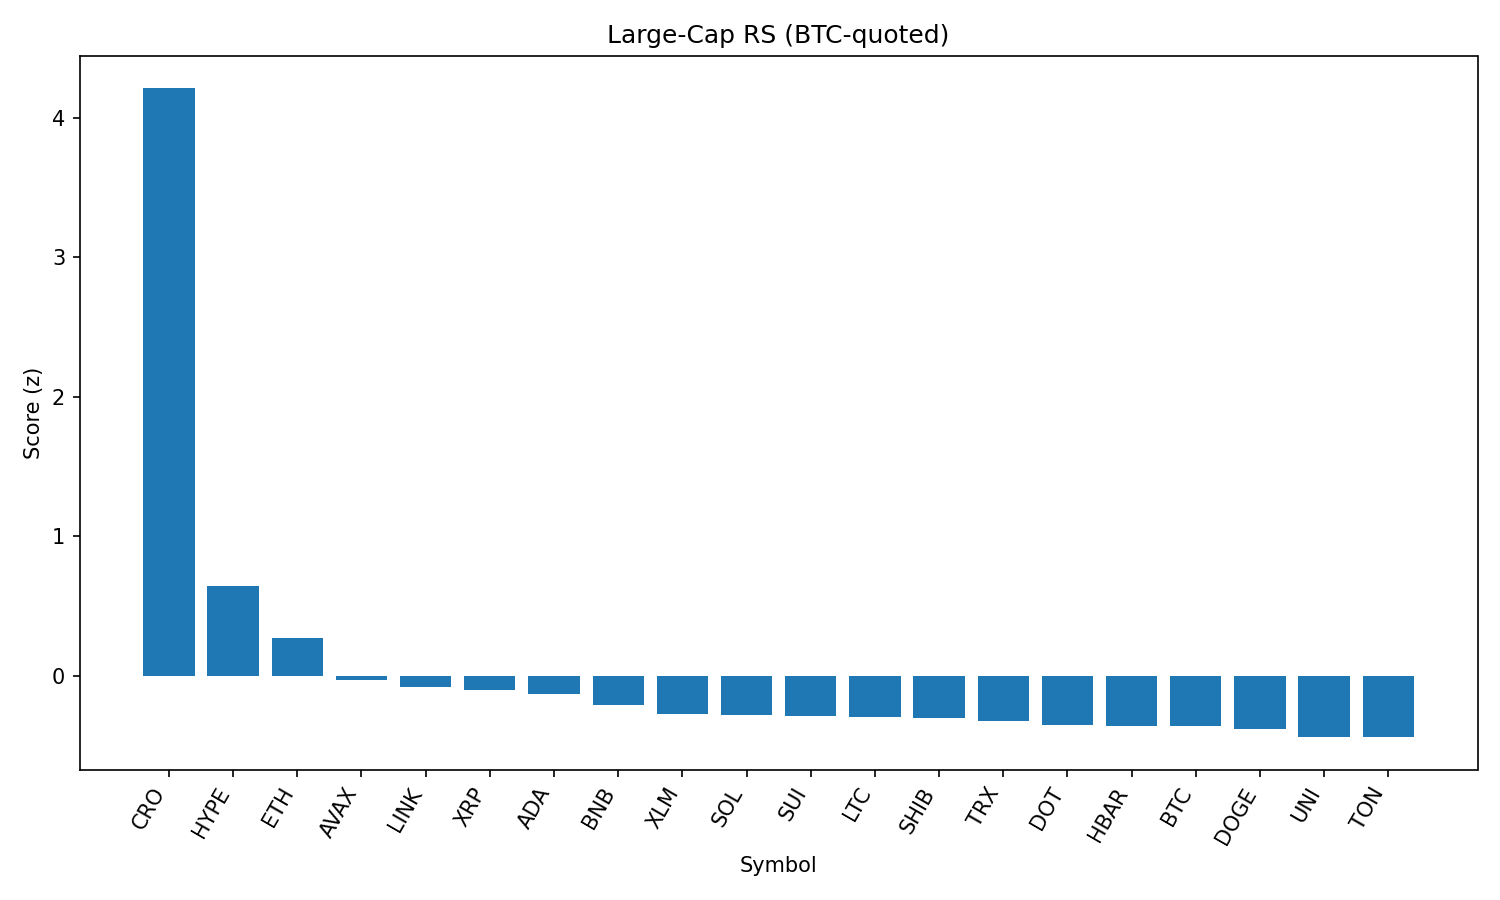 Large-Cap RS (BTC-quoted)
Score (z)
4
3
2
1
0
CRO
HYPE
ETH
AVAX
LINK
XRP
ADA
BNB
XLM
SOL
SUI
LTC
SHIB
TRX
DOT
HBAR
BTC
DOGE
UNI
TON
Symbol